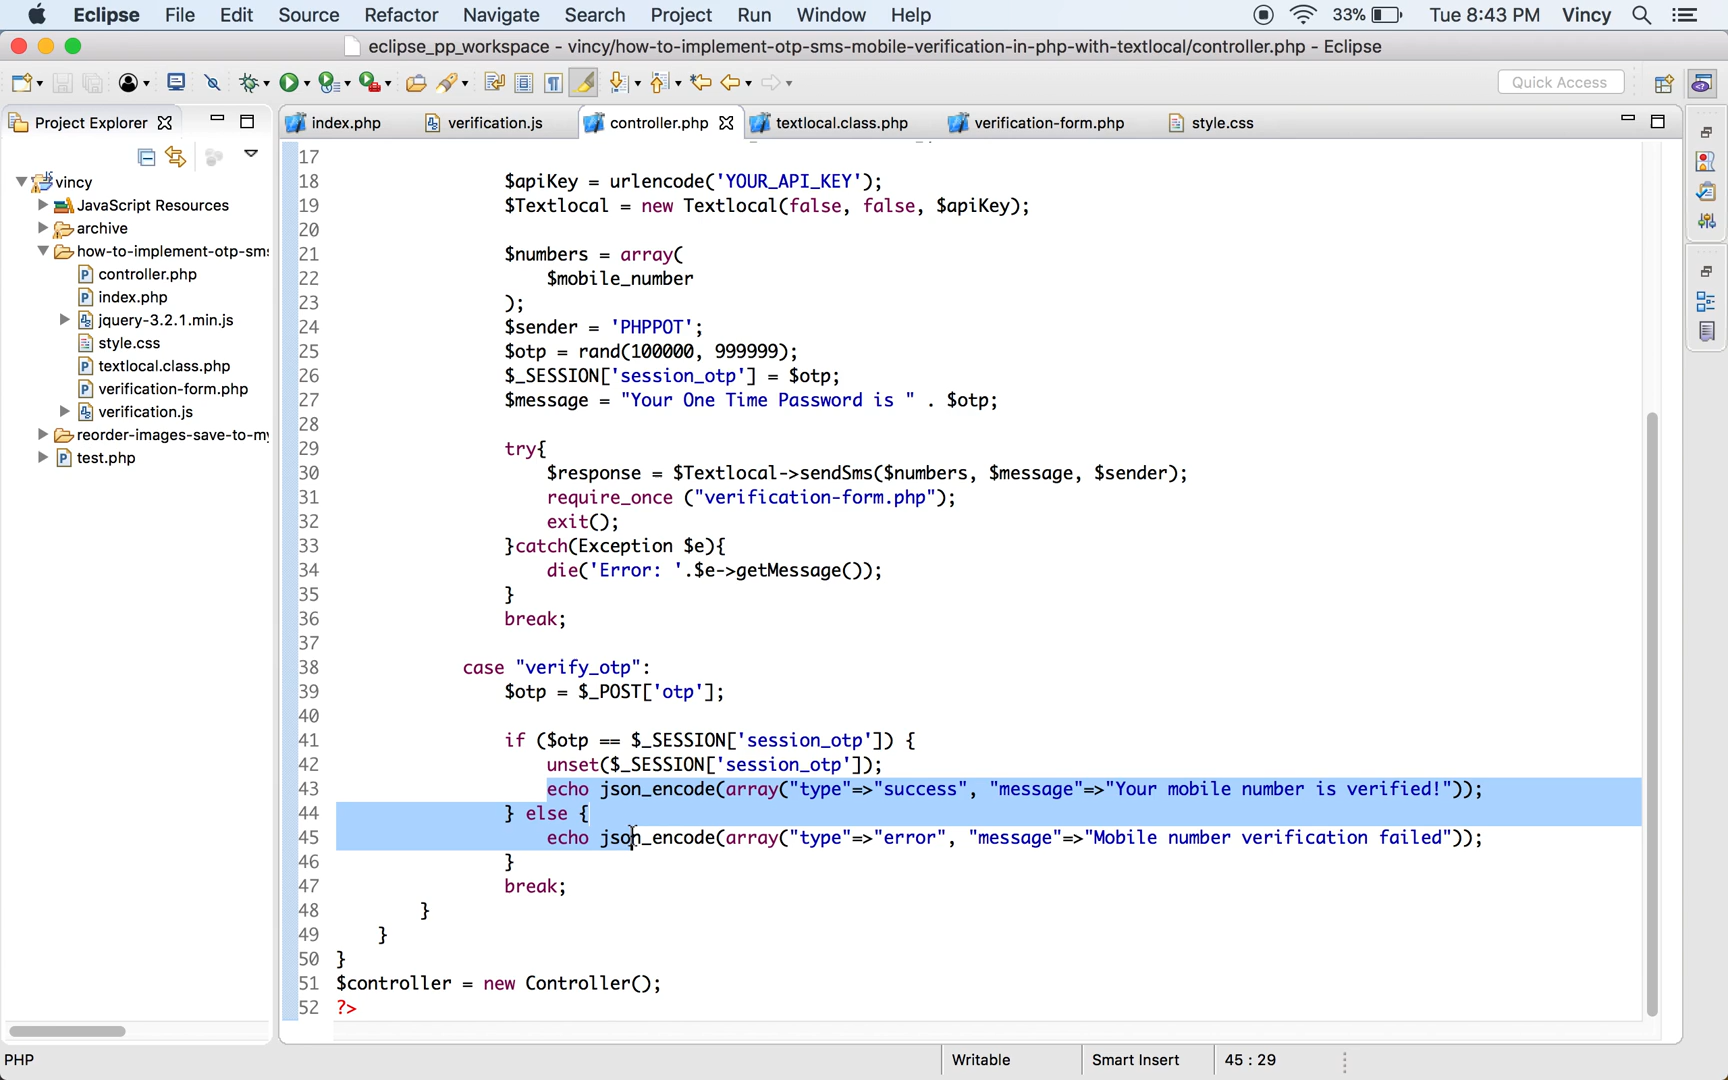 Eclipse File Edit Source Refactor Navigate Search Project Run Window Help 33% Tue 8:43 PM Vincy
eclipse_pp_workspace - vincy/how-to-implement-otp-sms-mobile-verification-in-php-with-textlocal/controller.php - Eclipse
Quick Access
Project Explorer
index.php verification.js controller.php textlocal.class.php verification-form.php style.css
vincy
JavaScript Resources
archive
how-to-implement-otp-sms
controller.php
index.php
jquery-3.2.1.min.js
style.css
textlocal.class.php
verification-form.php
verification.js
reorder-images-save-to-my
test.php
17
18 $apiKey = urlencode('YOUR_API_KEY');
19 $Textlocal = new Textlocal(false, false, $apiKey);
20
21 $numbers = array(
22 $mobile_number
23 );
24 $sender = 'PHPPOT';
25 $otp = rand(100000, 999999);
26 $_SESSION['session_otp'] = $otp;
27 $message = "Your One Time Password is " . $otp;
28
29 try{
30 $response = $Textlocal->sendSms($numbers, $message, $sender);
31 require_once ("verification-form.php");
32 exit();
33 }catch(Exception $e){
34 die('Error: '.$e->getMessage());
35 }
36 break;
37
38 case "verify_otp":
39 $otp = $_POST['otp'];
40
41 if ($otp == $_SESSION['session_otp']) {
42 unset($_SESSION['session_otp']);
43 echo json_encode(array("type"=>"success", "message"=>"Your mobile number is verified!"));
44 } else {
45 echo json_encode(array("type"=>"error", "message"=>"Mobile number verification failed"));
46 }
47 break;
48 }
49 }
50 }
51 $controller = new Controller();
52 ?>
PHP Writable Smart Insert 45 : 29